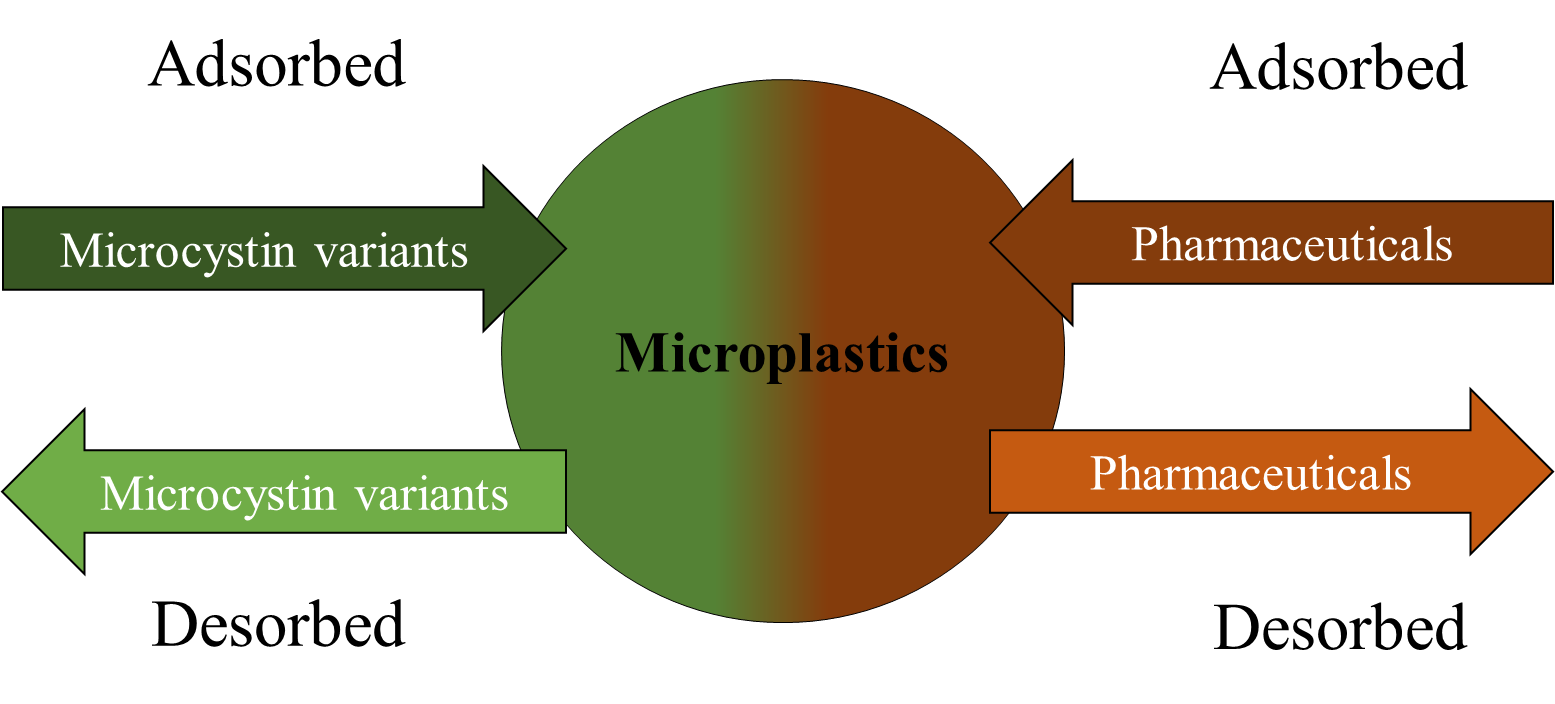 Adsorbed
Adsorbed
Microcystin variants
Pharmaceuticals
Microplastics
Microcystin variants
Pharmaceuticals
Desorbed
Desorbed